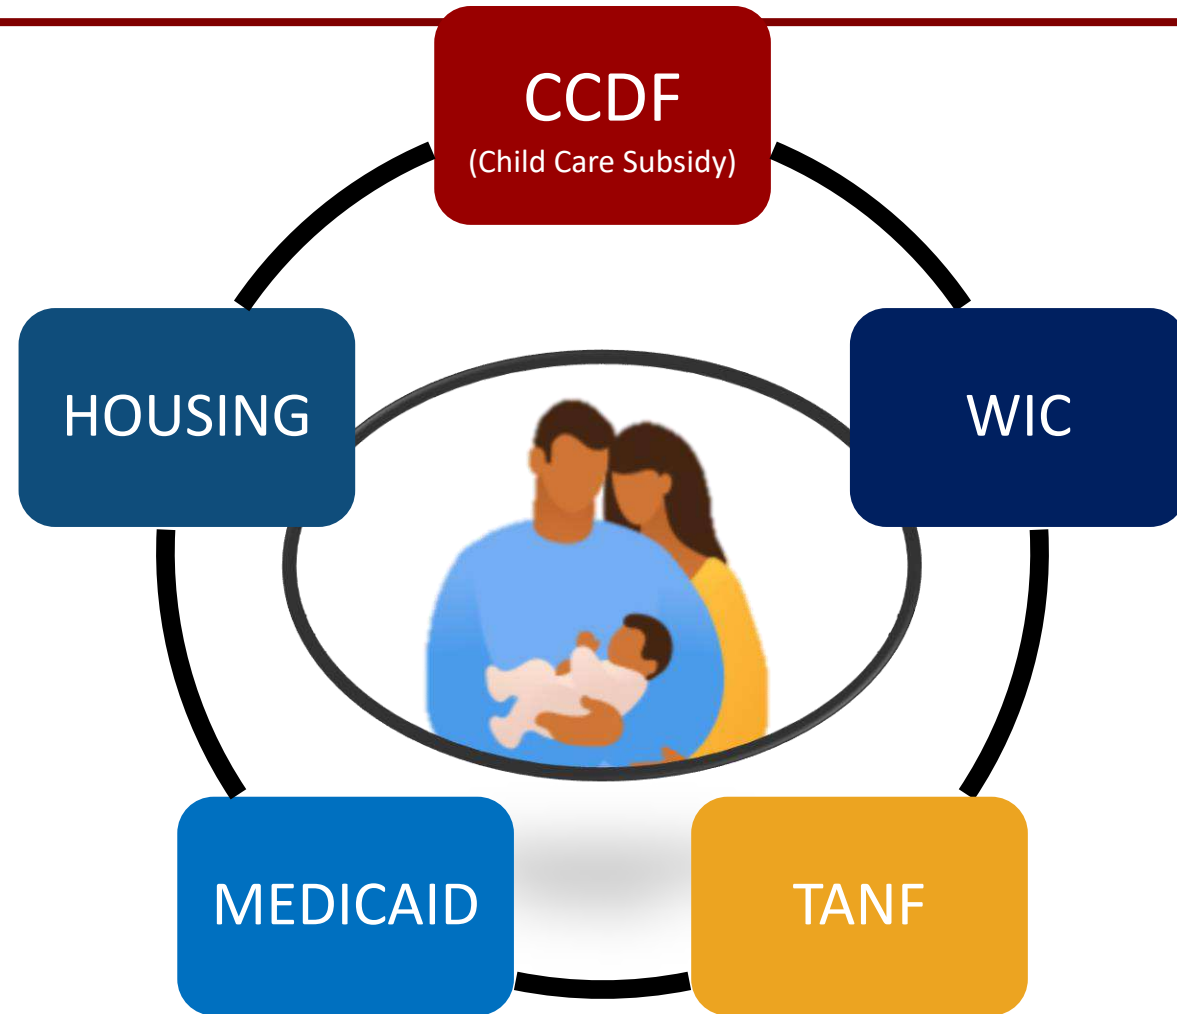 CCDF
(Child Care Subsidy)
HOUSING
WIC
MEDICAID
TANF